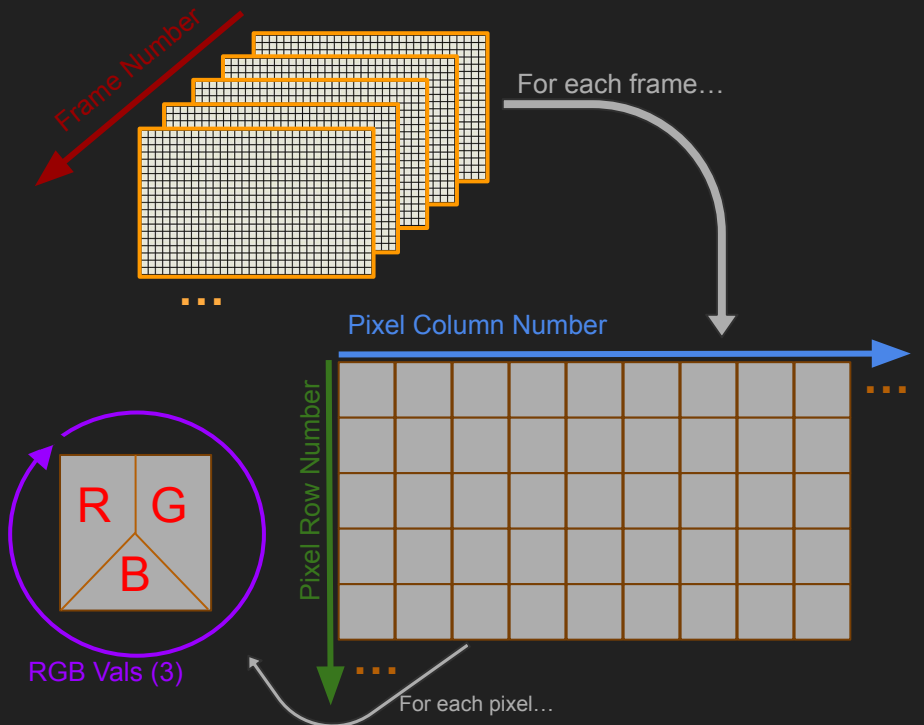 Frame Number
For each frame…
...
Pixel Column Number
...
Pixel Row Number
R G
B
RGB Vals (3)
...
For each pixel…